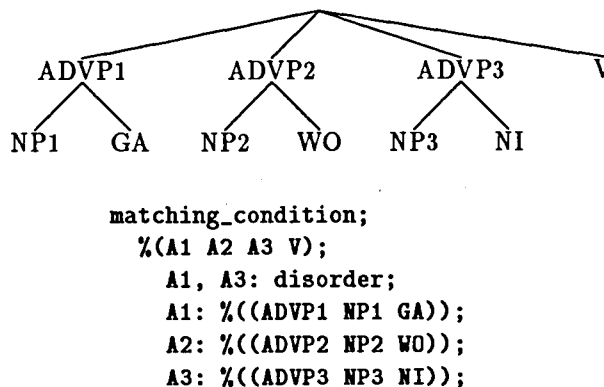 ADVP1 ADVP2 ADVP3 V
NP1 GA NP2 WO NP3 NI
matching_condition;
%(A1 A2 A3 V);
A1, A3: disorder;
A1: %((ADVP1 NP1 GA));
A2: %((ADVP2 NP2 WO));
A3: %((ADVP3 NP3 NI));